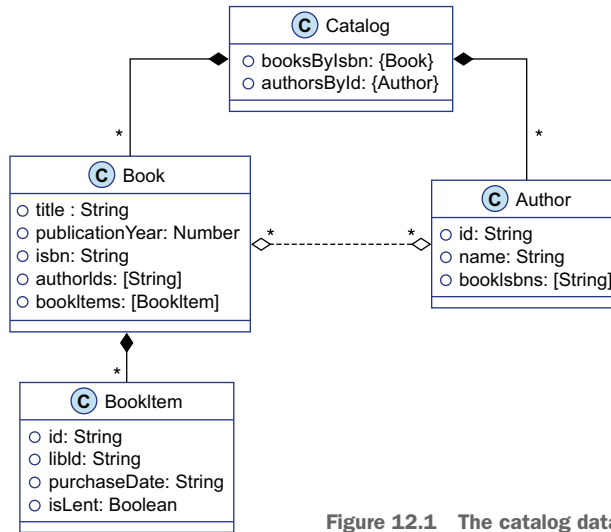 C Catalog
booksByIsbn: {Book}
authorsById: {Author}
*
*
C Book
title : String
publicationYear: Number
isbn: String
authorIds: [String]
bookItems: [BookItem]
*
*
C Author
id: String
name: String
bookIsbns: [String]
*
C BookItem
id: String
libId: String
purchaseDate: String
isLent: Boolean
Figure 12.1 The catalog data